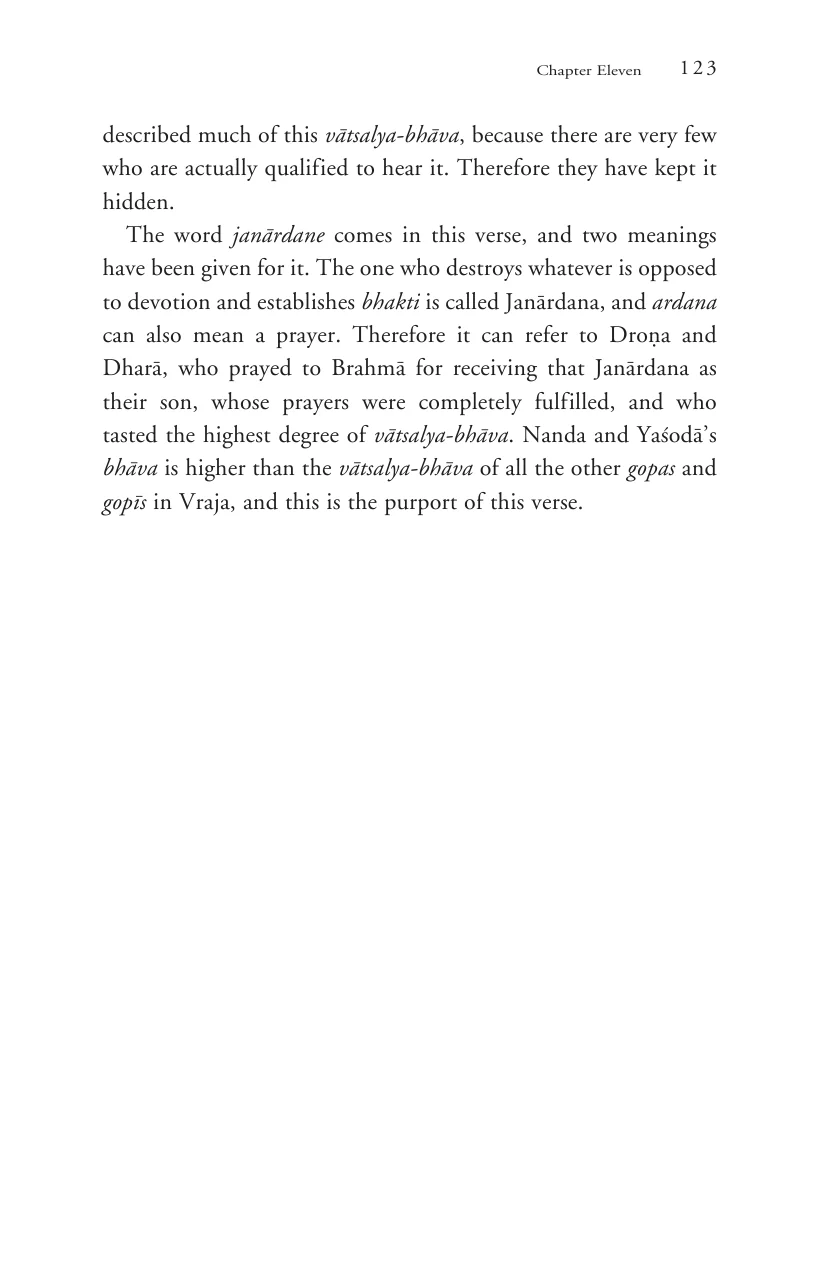 Chapter Eleven 123
described much of this vātsalya-bhāva, because there are very few
who are actually qualified to hear it. Therefore they have kept it
hidden.
The word janārdane comes in this verse, and two meanings
have been given for it. The one who destroys whatever is opposed
to devotion and establishes bhakti is called Janārdana, and ardana
can also mean a prayer. Therefore it can refer to Droṇa and
Dharā, who prayed to Brahmā for receiving that Janārdana as
their son, whose prayers were completely fulfilled, and who
tasted the highest degree of vātsalya-bhāva. Nanda and Yaśodā’s
bhāva is higher than the vātsalya-bhāva of all the other gopas and
gopīs in Vraja, and this is the purport of this verse.